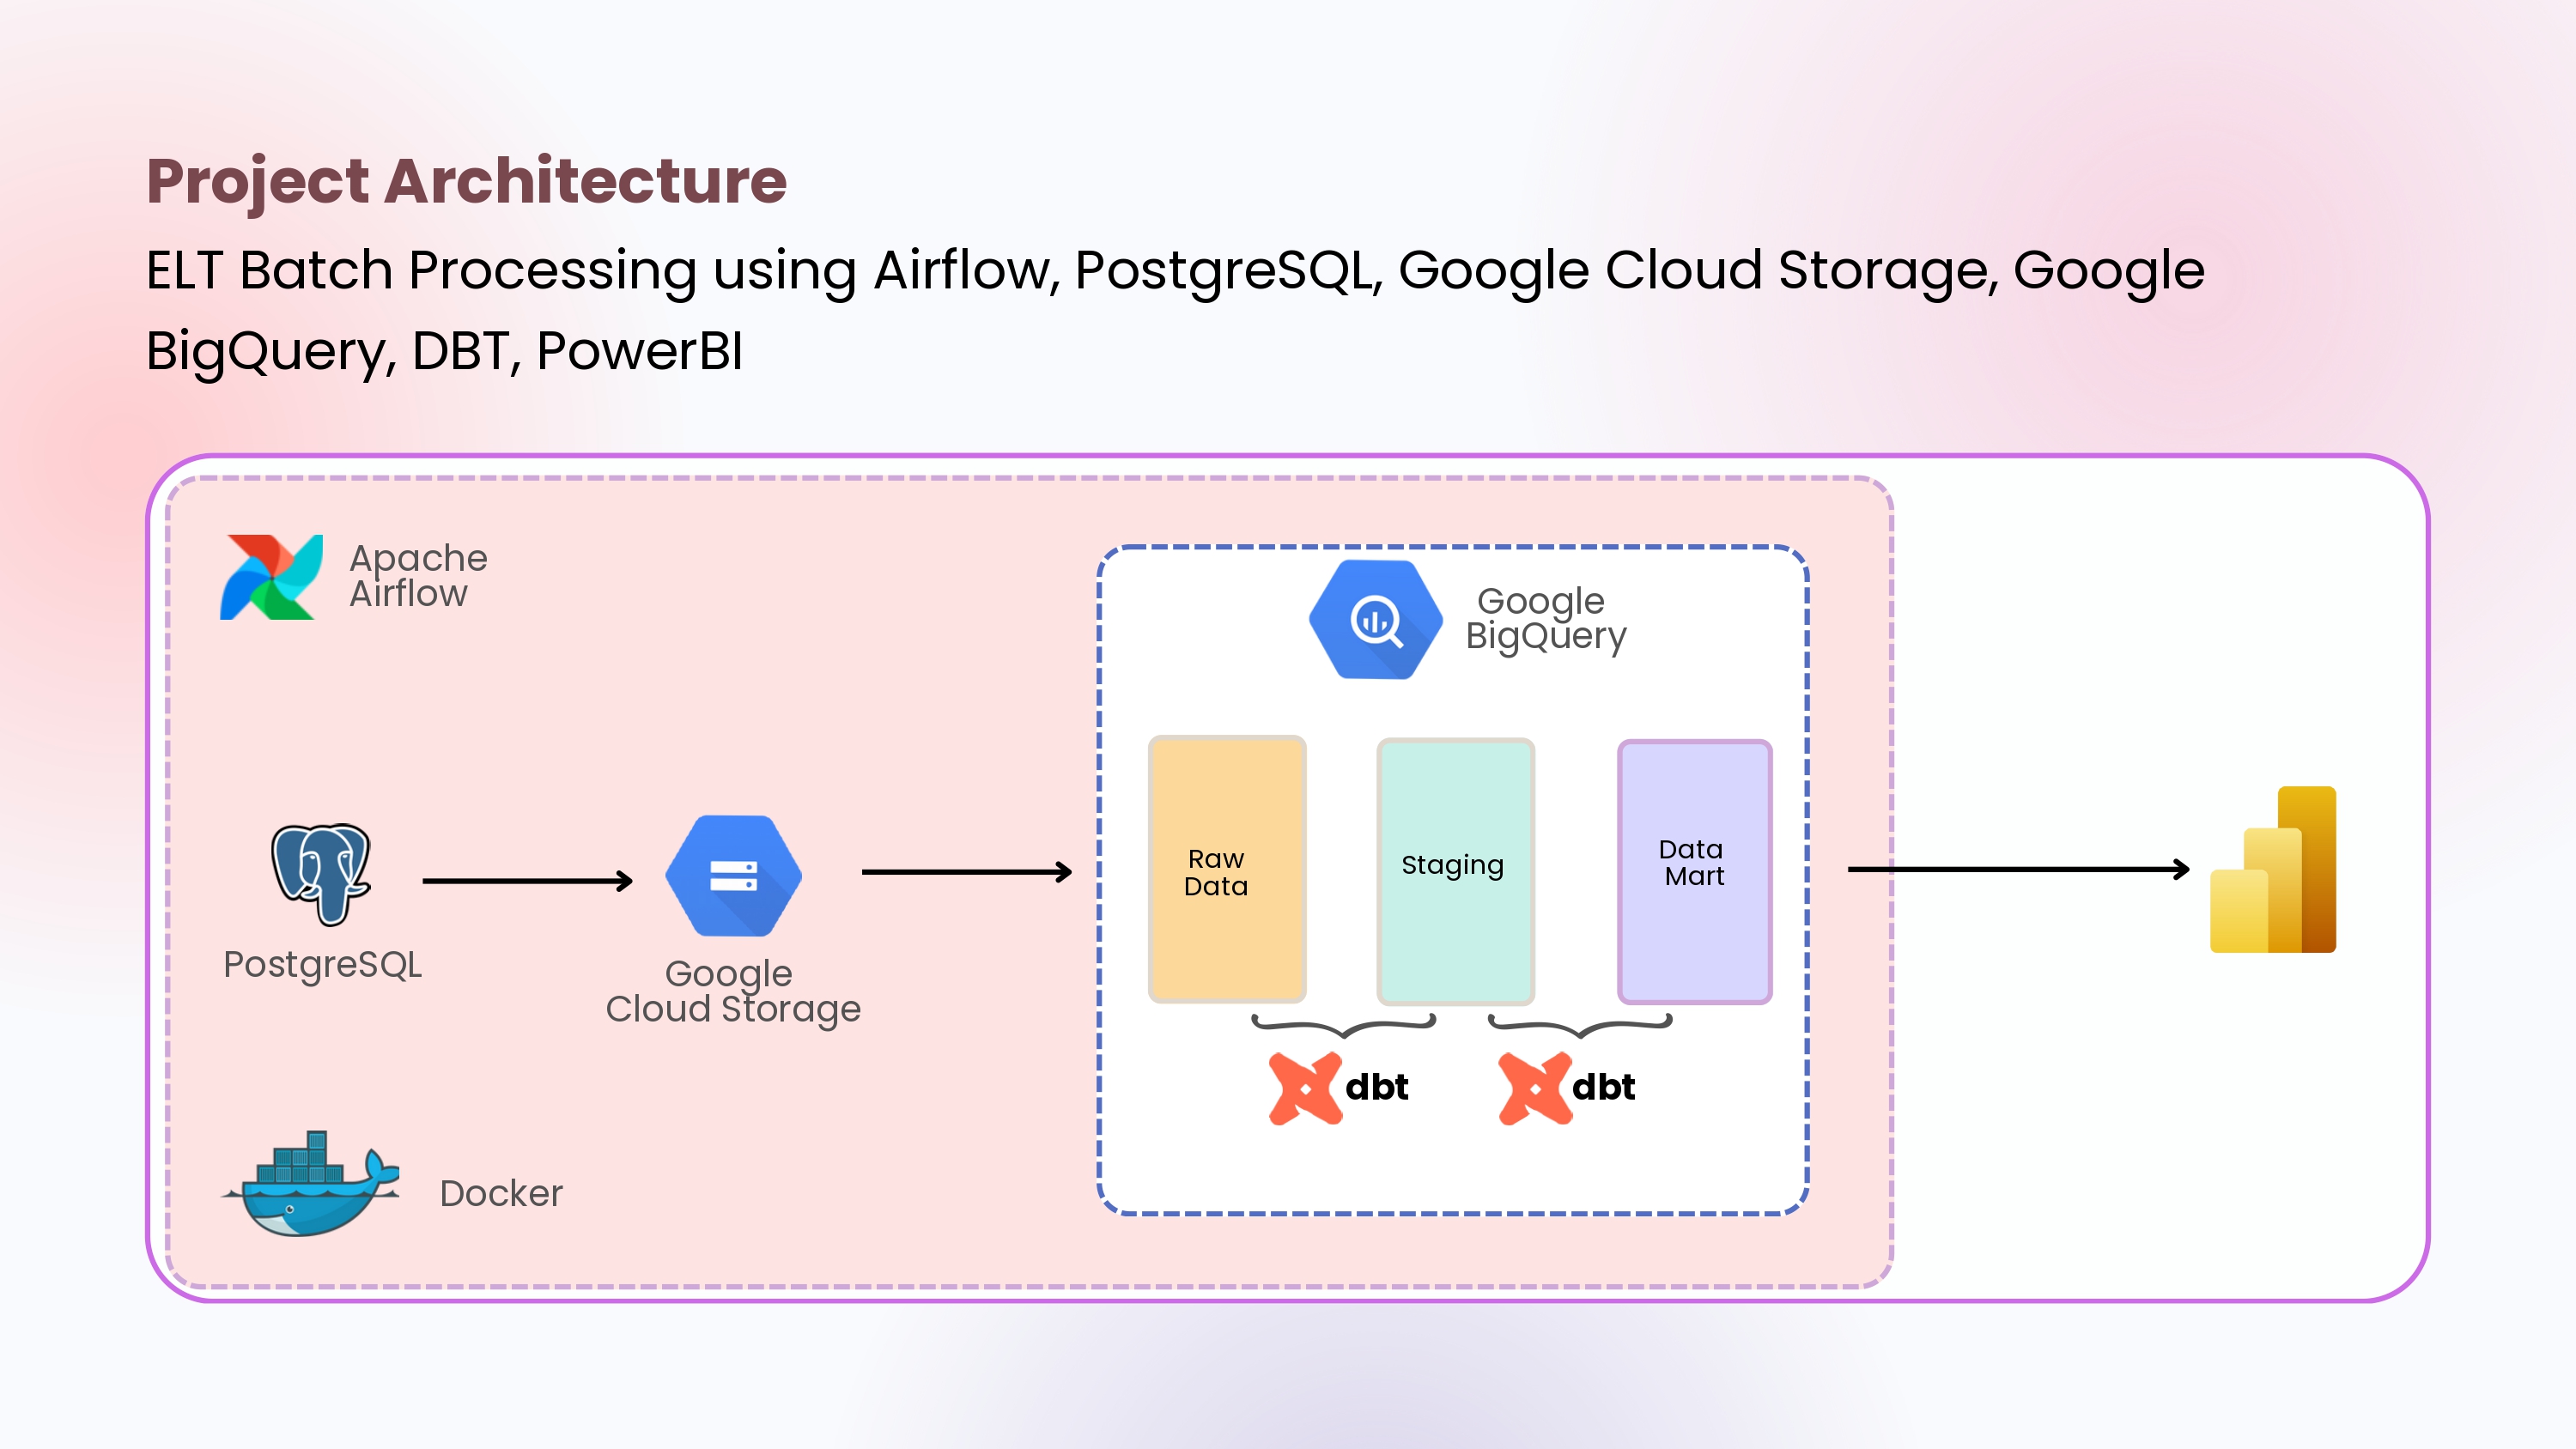 Project Architecture
ELT Batch Processing using Airflow, PostgreSQL, Google Cloud Storage, Google
BigQuery, DBT, PowerBI
Apache
Airflow
Google
BigQuery
Raw
Data
Staging
Data
Mart
PostgreSQL
Google
Cloud Storage
dbt
dbt
Docker